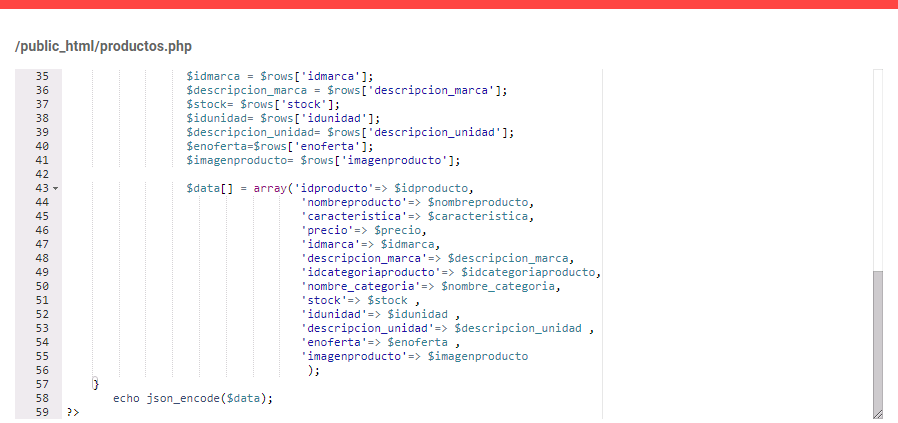 /public_html/productos.php
35 $idmarca = $rows['idmarca'];
36 $descripcion_marca = $rows['descripcion_marca'];
37 $stock= $rows['stock'];
38 $idunidad= $rows['idunidad'];
39 $descripcion_unidad= $rows['descripcion_unidad'];
40 $enoferta=$rows['enoferta'];
41 $imagenproducto= $rows['imagenproducto'];
42
43 $data[] = array('idproducto'=> $idproducto,
44 'nombreproducto'=> $nombreproducto,
45 'caracteristica'=> $caracteristica,
46 'precio'=> $precio,
47 'idmarca'=> $idmarca,
48 'descripcion_marca'=> $descripcion_marca,
49 'idcategoriaproducto'=> $idcategoriaproducto,
50 'nombre_categoria'=> $nombre_categoria,
51 'stock'=> $stock ,
52 'idunidad'=> $idunidad ,
53 'descripcion_unidad'=> $descripcion_unidad ,
54 'enoferta'=> $enoferta ,
55 'imagenproducto'=> $imagenproducto
56 );
57 }
58 echo json_encode($data);
59 ?>